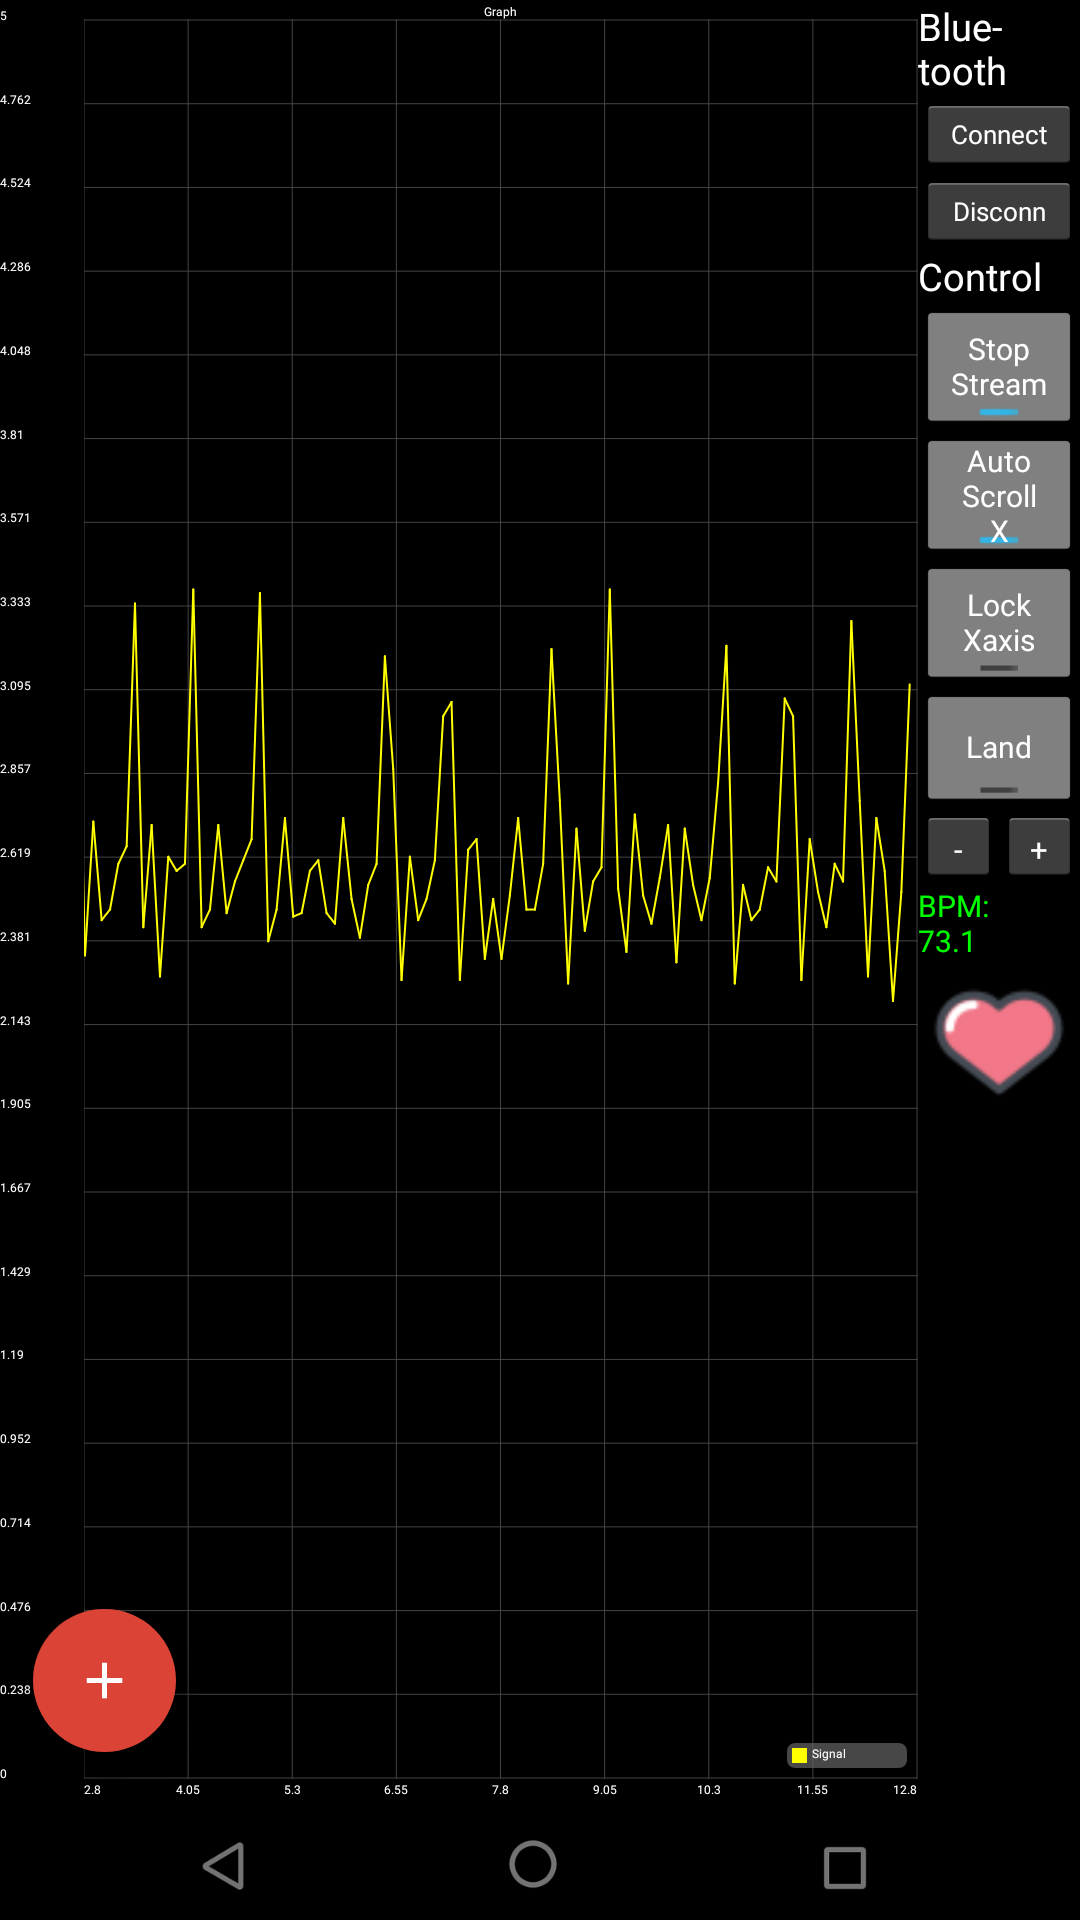 Graph
5
4.762
4.524
4.286
4.048
3.81
3.571
3.333
3.095
2.857
2.619
2.381
2.143
1.905
1.667
1.429
1.19
0.952
0.714
0.476
0.238
0
2.8 4.05 5.3 6.55 7.8 9.05 10.3 11.55 12.8
Signal
+
Blue-
tooth
Connect
Disconn
Control
Stop
Stream
Auto
Scroll
X
Lock
Xaxis
Land
- +
BPM:
73.1